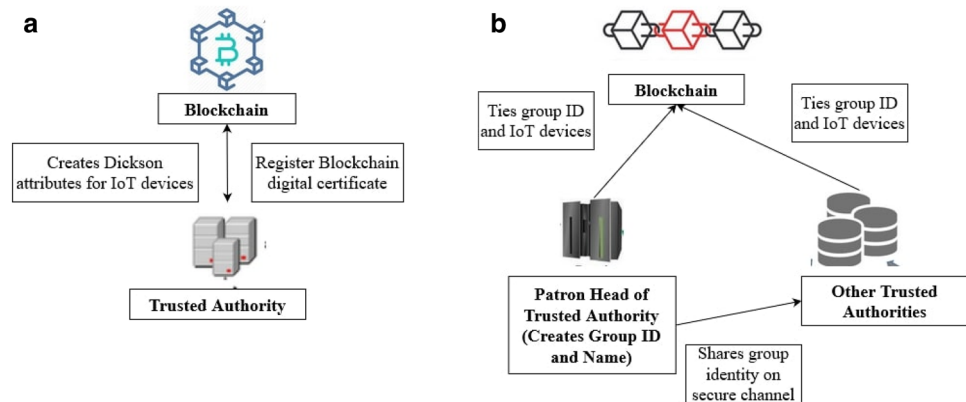 a
Blockchain
Creates Dickson
attributes for IoT devices
Register Blockchain
digital certificate
Trusted Authority
b
Blockchain
Ties group ID
and IoT devices
Ties group ID
and IoT devices
Patron Head of
Trusted Authority
(Creates Group ID
and Name)
Other Trusted
Authorities
Shares group
identity on
secure channel